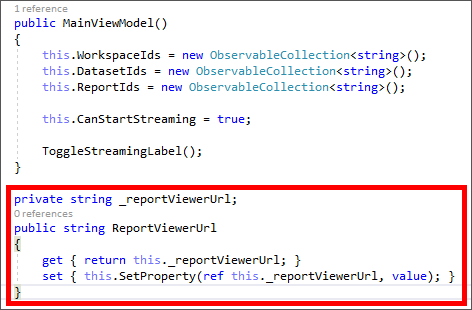 1 reference
public MainViewModel()
{
this.WorkspaceIds = new ObservableCollection<string>();
this.DatasetIds = new ObservableCollection<string>();
this.ReportIds = new ObservableCollection<string>();
this.CanStartStreaming = true;
ToggleStreamingLabel();
}
private string _reportViewerUrl;
0 references
public string ReportViewerUrl
{
get { return this._reportViewerUrl; }
set { this.SetProperty(ref this._reportViewerUrl, value); }
}